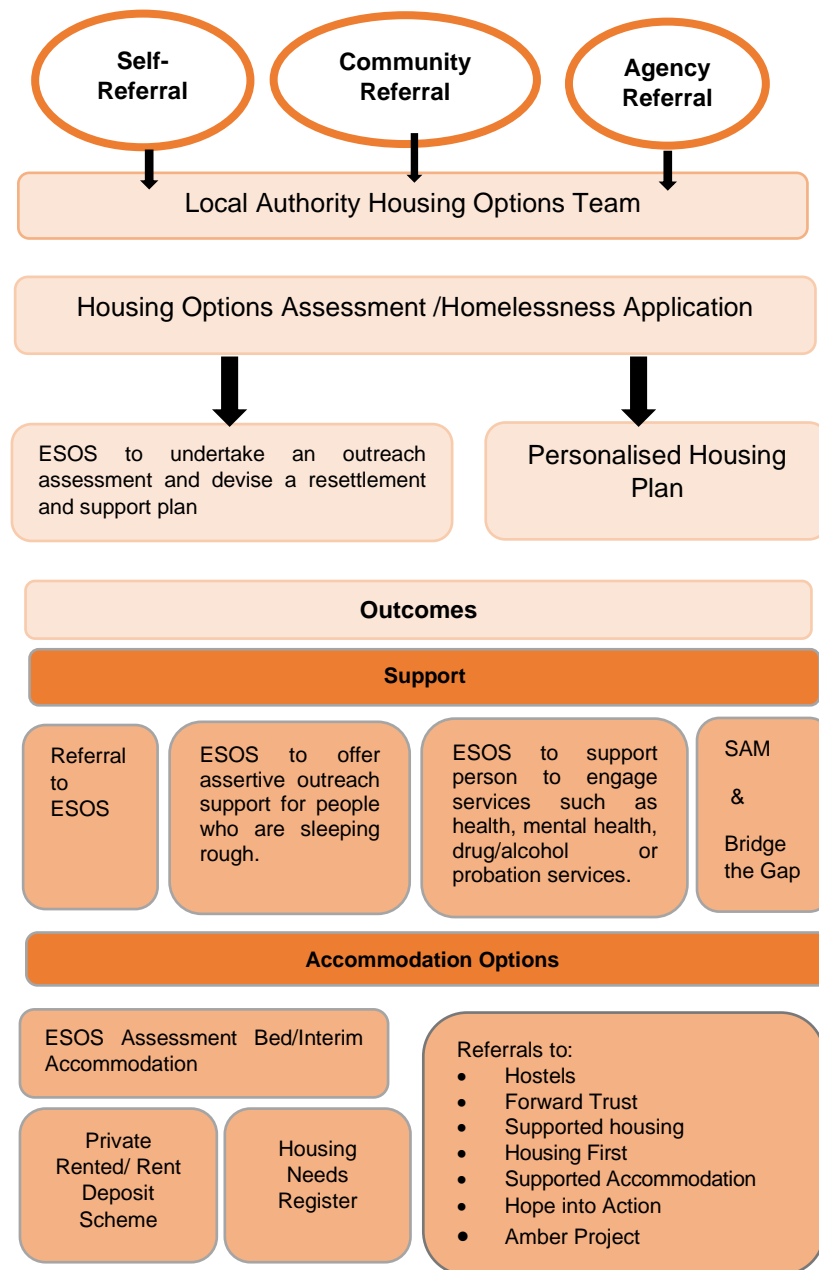 Self-
Referral
Community
Referral
Agency
Referral
Local Authority Housing Options Team
Housing Options Assessment /Homelessness Application
ESOS to undertake an outreach
assessment and devise a resettlement
and support plan
Personalised Housing
Plan
Outcomes
Support
Referral
to
ESOS
ESOS to offer
assertive outreach
support for people
who are sleeping
rough.
ESOS to support
person to engage
services such as
health, mental health,
drug/alcohol or
probation services.
SAM
&
Bridge
the Gap
Accommodation Options
ESOS Assessment Bed/Interim
Accommodation
Private
Rented/ Rent
Deposit
Scheme
Housing
Needs
Register
Referrals to:
• Hostels
• Forward Trust
• Supported housing
• Housing First
• Supported Accommodation
• Hope into Action
• Amber Project